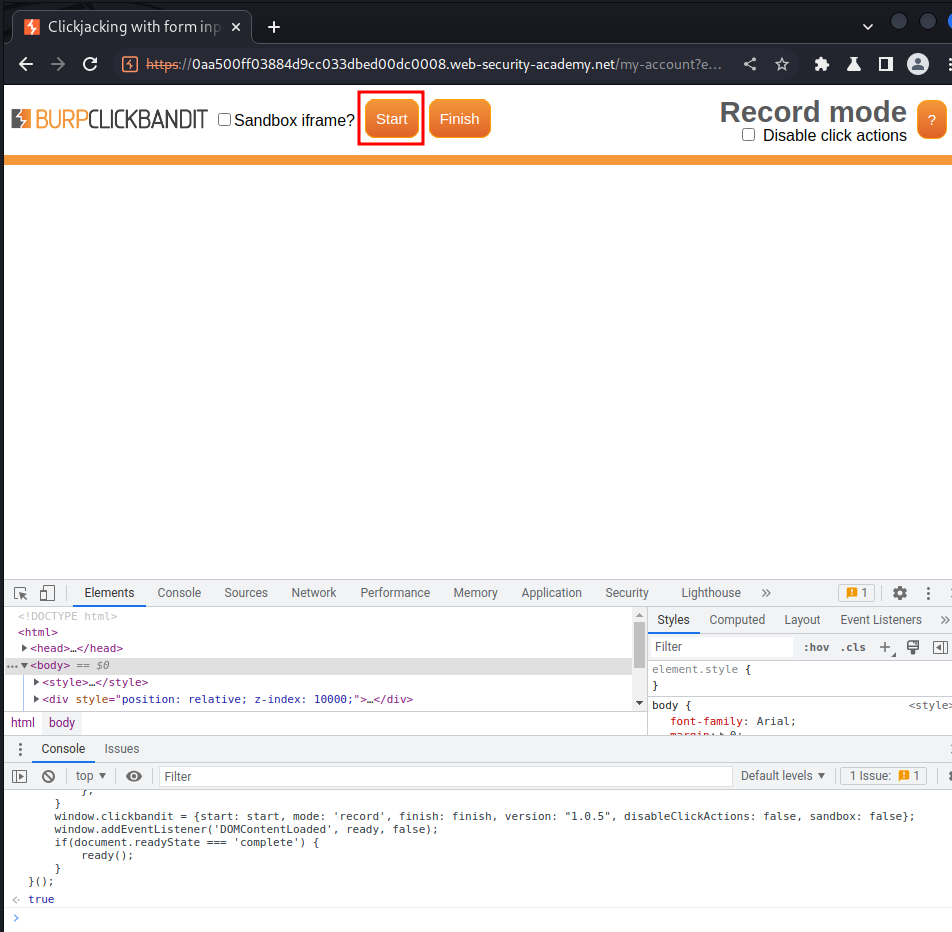 Clickjacking with form inp
https://0aa500ff03884d9cc033dbed00dc0008.web-security-academy.net/my-account?e...
BURPCLICKBANDIT Sandbox iframe? Start Finish Record mode ?
Disable click actions
Elements Console Sources Network Performance Memory Application Security Lighthouse » 1
<!DOCTYPE html>
<html>
<head>…</head>
… <body> == $0
<style>…</style>
<div style="position: relative; z-index: 10000;">…</div>
html body
Styles Computed Layout Event Listeners »
Filter :hov .cls +
element.style {
}
body { <style>
font-family: Arial;
margin: 0;
Console Issues
top Filter Default levels 1 Issue: 1
};
}
window.clickbandit = {start: start, mode: 'record', finish: finish, version: "1.0.5", disableClickActions: false, sandbox: false};
window.addEventListener('DOMContentLoaded', ready, false);
if(document.readyState === 'complete') {
ready();
}
}();
true